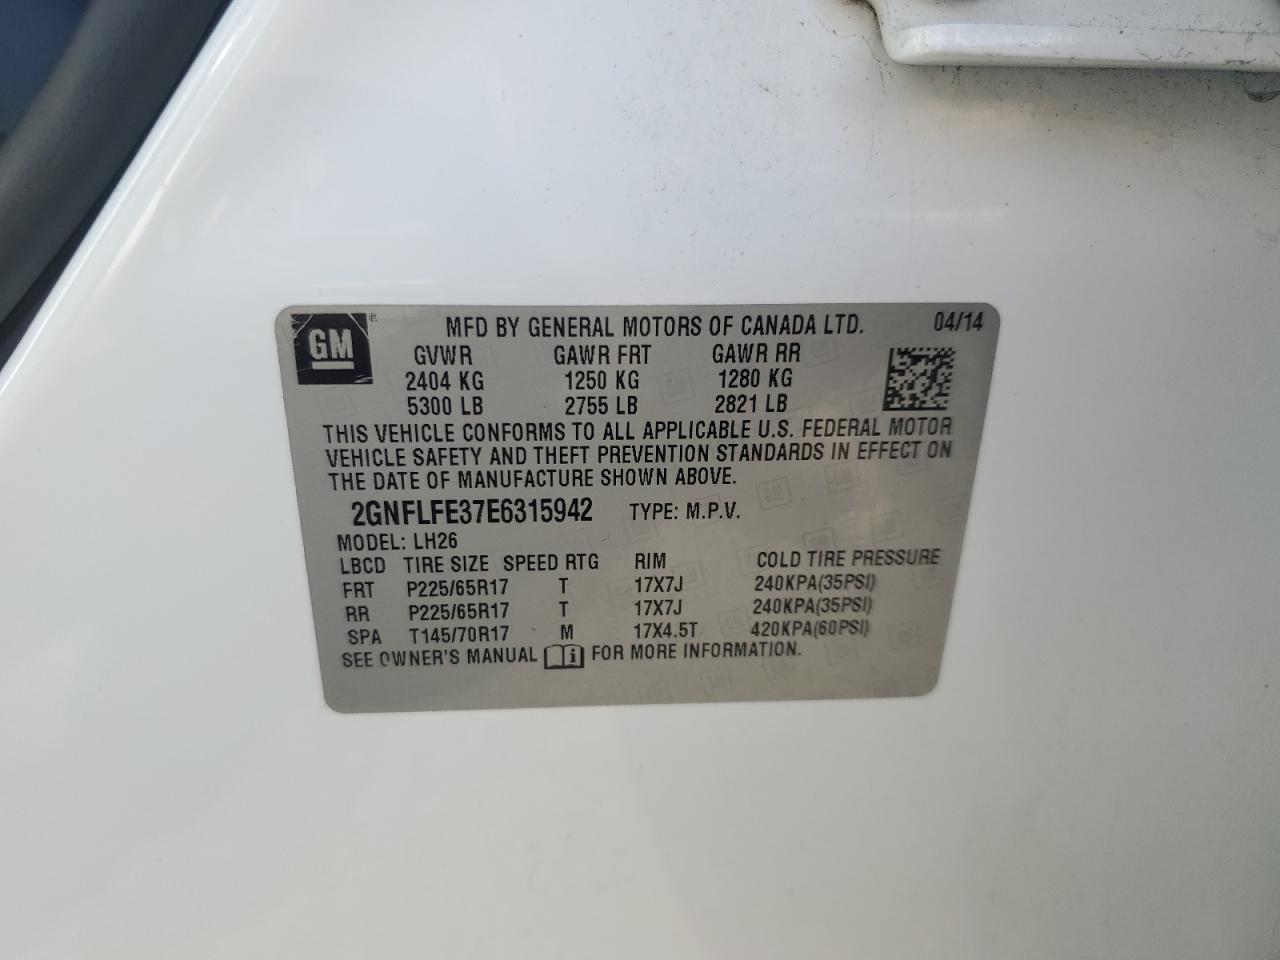 GM ® MFD BY GENERAL MOTORS OF CANADA LTD. 04/14
GVWR GAWR FRT GAWR RR
2404 KG 1250 KG 1280 KG
5300 LB 2755 LB 2821 LB
THIS VEHICLE CONFORMS TO ALL APPLICABLE U.S. FEDERAL MOTOR
VEHICLE SAFETY AND THEFT PREVENTION STANDARDS IN EFFECT ON
THE DATE OF MANUFACTURE SHOWN ABOVE.
2GNFLFE37E6315942 TYPE: M.P.V.
MODEL: LH26
LBCD TIRE SIZE SPEED RTG RIM COLD TIRE PRESSURE
FRT P225/65R17 T 17X7J 240KPA(35PSI)
RR P225/65R17 T 17X7J 240KPA(35PSI)
SPA T145/70R17 M 17X4.5T 420KPA(60PSI)
SEE OWNER'S MANUAL i FOR MORE INFORMATION.